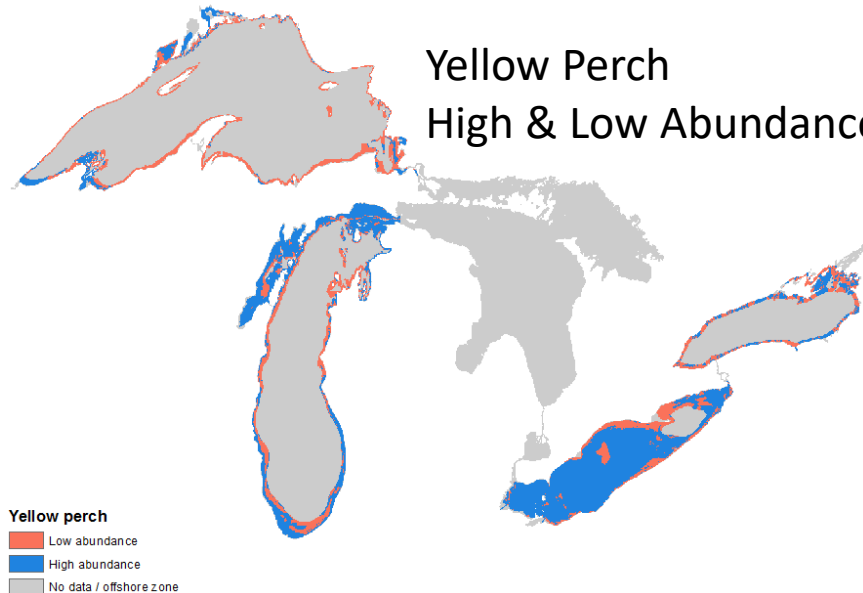 Yellow Perch
High & Low Abundance
Yellow perch
Low abundance
High abundance
No data / offshore zone